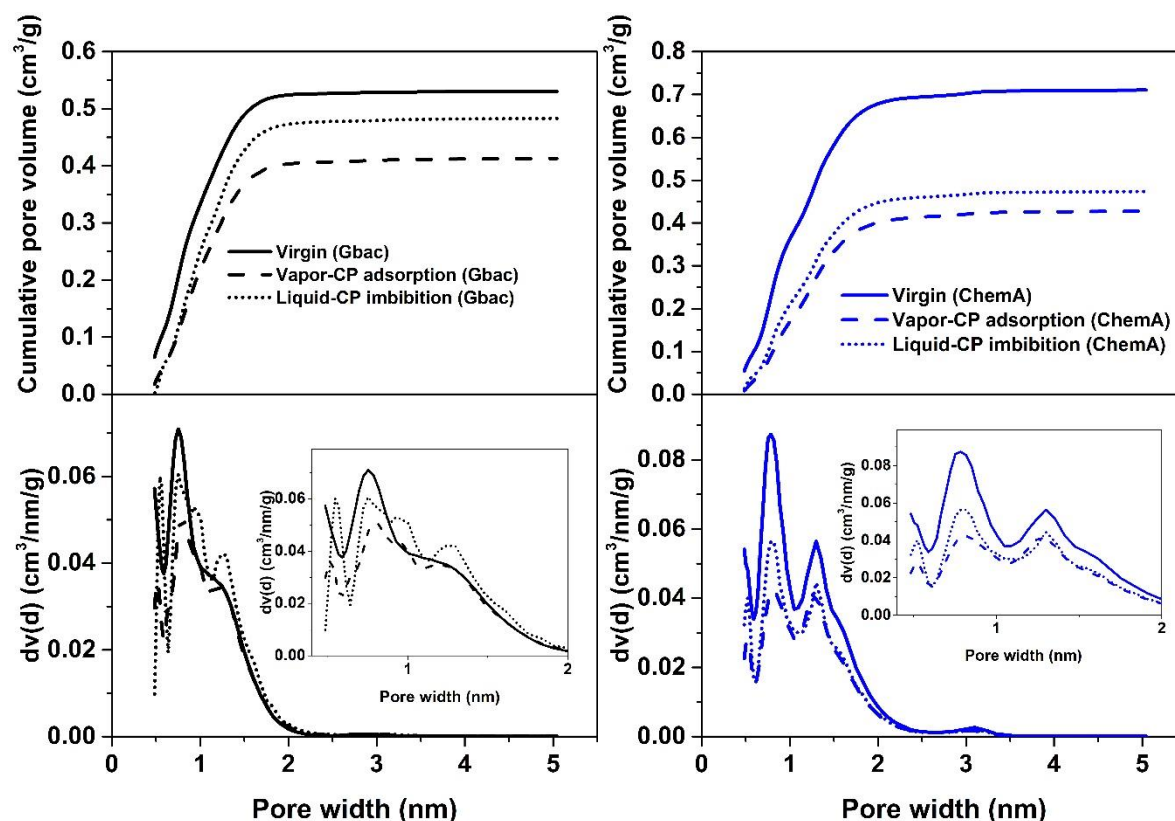 Cumulative pore volume (cm³/g)
0.6
0.5
0.4
0.3
0.2
0.1
0.0
Virgin (Gbac)
Vapor-CP adsorption (Gbac)
Liquid-CP imbibition (Gbac)
Cumulative pore volume (cm³/g)
0.8
0.7
0.6
0.5
0.4
0.3
0.2
0.1
0.0
Virgin (ChemA)
Vapor-CP adsorption (ChemA)
Liquid-CP imbibition (ChemA)
dv(d) (cm³/nm/g)
0.06
0.04
0.02
0.00
0 1 2 3 4 5
Pore width (nm)
dv(d) (cm³/nm/g)
0.06
0.04
0.02
0.00
1 2
Pore width (nm)
dv(d) (cm³/nm/g)
0.08
0.06
0.04
0.02
0.00
0 1 2 3 4 5
Pore width (nm)
dv(d) (cm³/nm/g)
0.08
0.06
0.04
0.02
0.00
1 2
Pore width (nm)